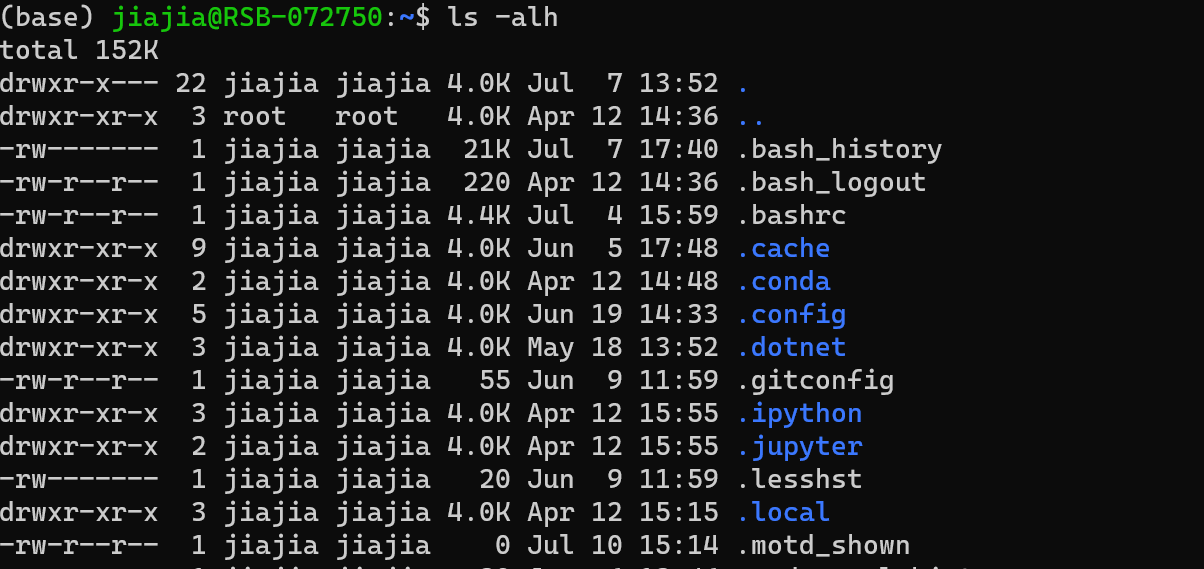 (base) jiajia@RSB-072750:~$ ls -alh
total 152K
drwxr-x--- 22 jiajia jiajia 4.0K Jul  7 13:52 .
drwxr-xr-x  3 root   root   4.0K Apr 12 14:36 ..
-rw-------  1 jiajia jiajia  21K Jul  7 17:40 .bash_history
-rw-r--r--  1 jiajia jiajia  220 Apr 12 14:36 .bash_logout
-rw-r--r--  1 jiajia jiajia 4.4K Jul  4 15:59 .bashrc
drwxr-xr-x  9 jiajia jiajia 4.0K Jun  5 17:48 .cache
drwxr-xr-x  2 jiajia jiajia 4.0K Apr 12 14:48 .conda
drwxr-xr-x  5 jiajia jiajia 4.0K Jun 19 14:33 .config
drwxr-xr-x  3 jiajia jiajia 4.0K May 18 13:52 .dotnet
-rw-r--r--  1 jiajia jiajia   55 Jun  9 11:59 .gitconfig
drwxr-xr-x  3 jiajia jiajia 4.0K Apr 12 15:55 .ipython
drwxr-xr-x  2 jiajia jiajia 4.0K Apr 12 15:55 .jupyter
-rw-------  1 jiajia jiajia   20 Jun  9 11:59 .lesshst
drwxr-xr-x  3 jiajia jiajia 4.0K Apr 12 15:15 .local
-rw-r--r--  1 jiajia jiajia    0 Jul 10 15:14 .motd_shown